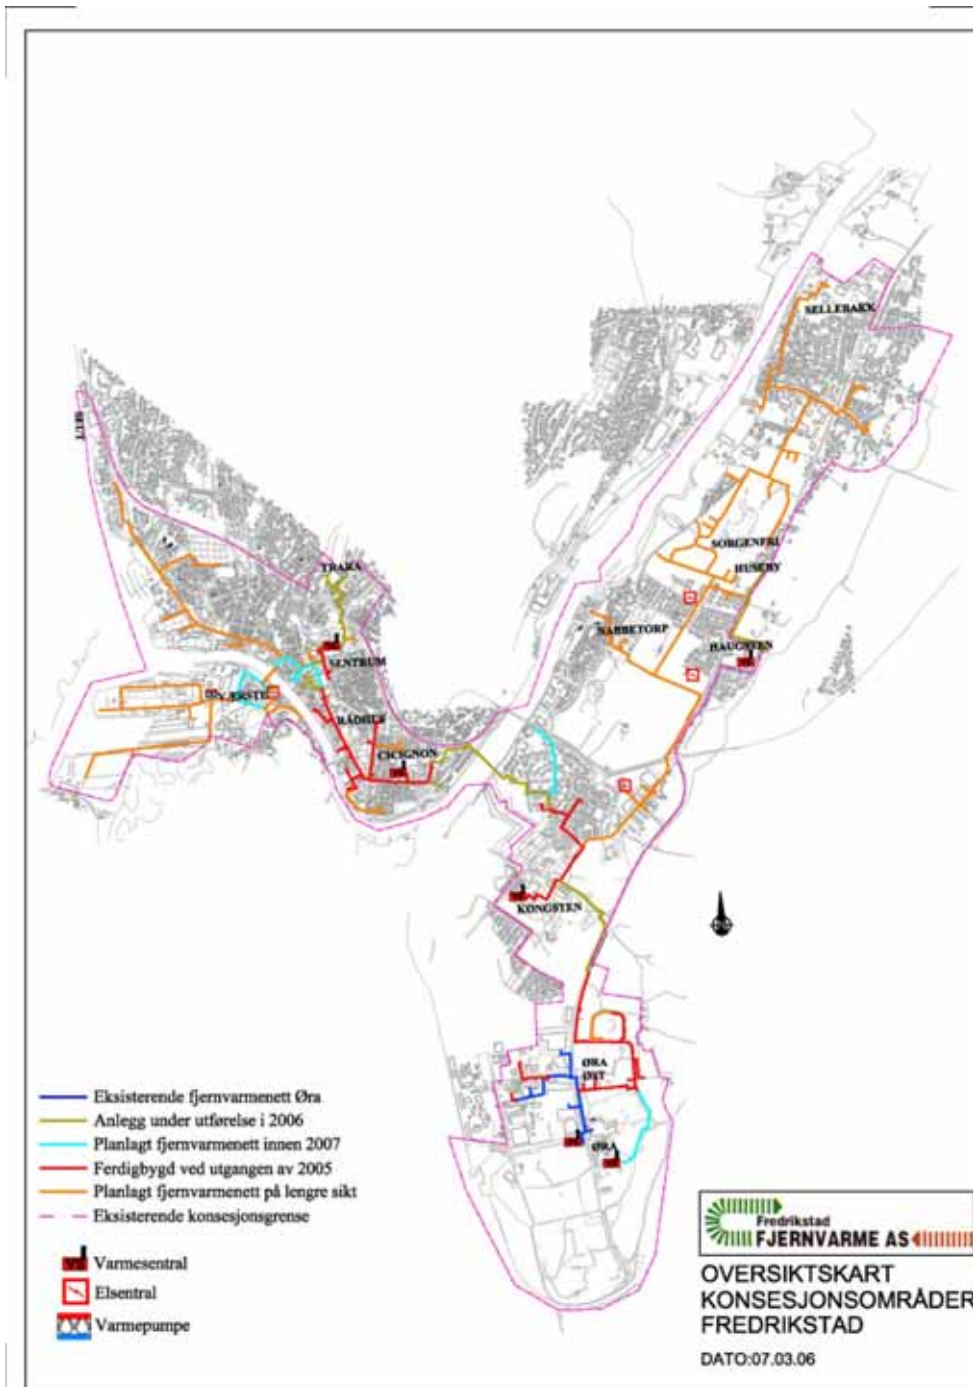 SELLEBAKK
SEUT
SORGENFRI
HUSEBY
TRARA
NABBETORP
HAUGSTEN
SENTRUM
RÅDHUS
CICIGNON
KONGSTEN
ØRA
ØST
ØRA
Eksisterende fjernvarmenett Øra
Anlegg under utførelse i 2006
Planlagt fjernvarmenett innen 2007
Ferdigbygd ved utgangen av 2005
Planlagt fjernvarmenett på lengre sikt
Eksisterende konsesjonsgrense
Varmesentral
Elsentral
Varmepumpe
Fredrikstad
FJERNVARME AS
OVERSIKTSKART
KONSESJONSOMRÅDER
FREDRIKSTAD
DATO:07.03.06